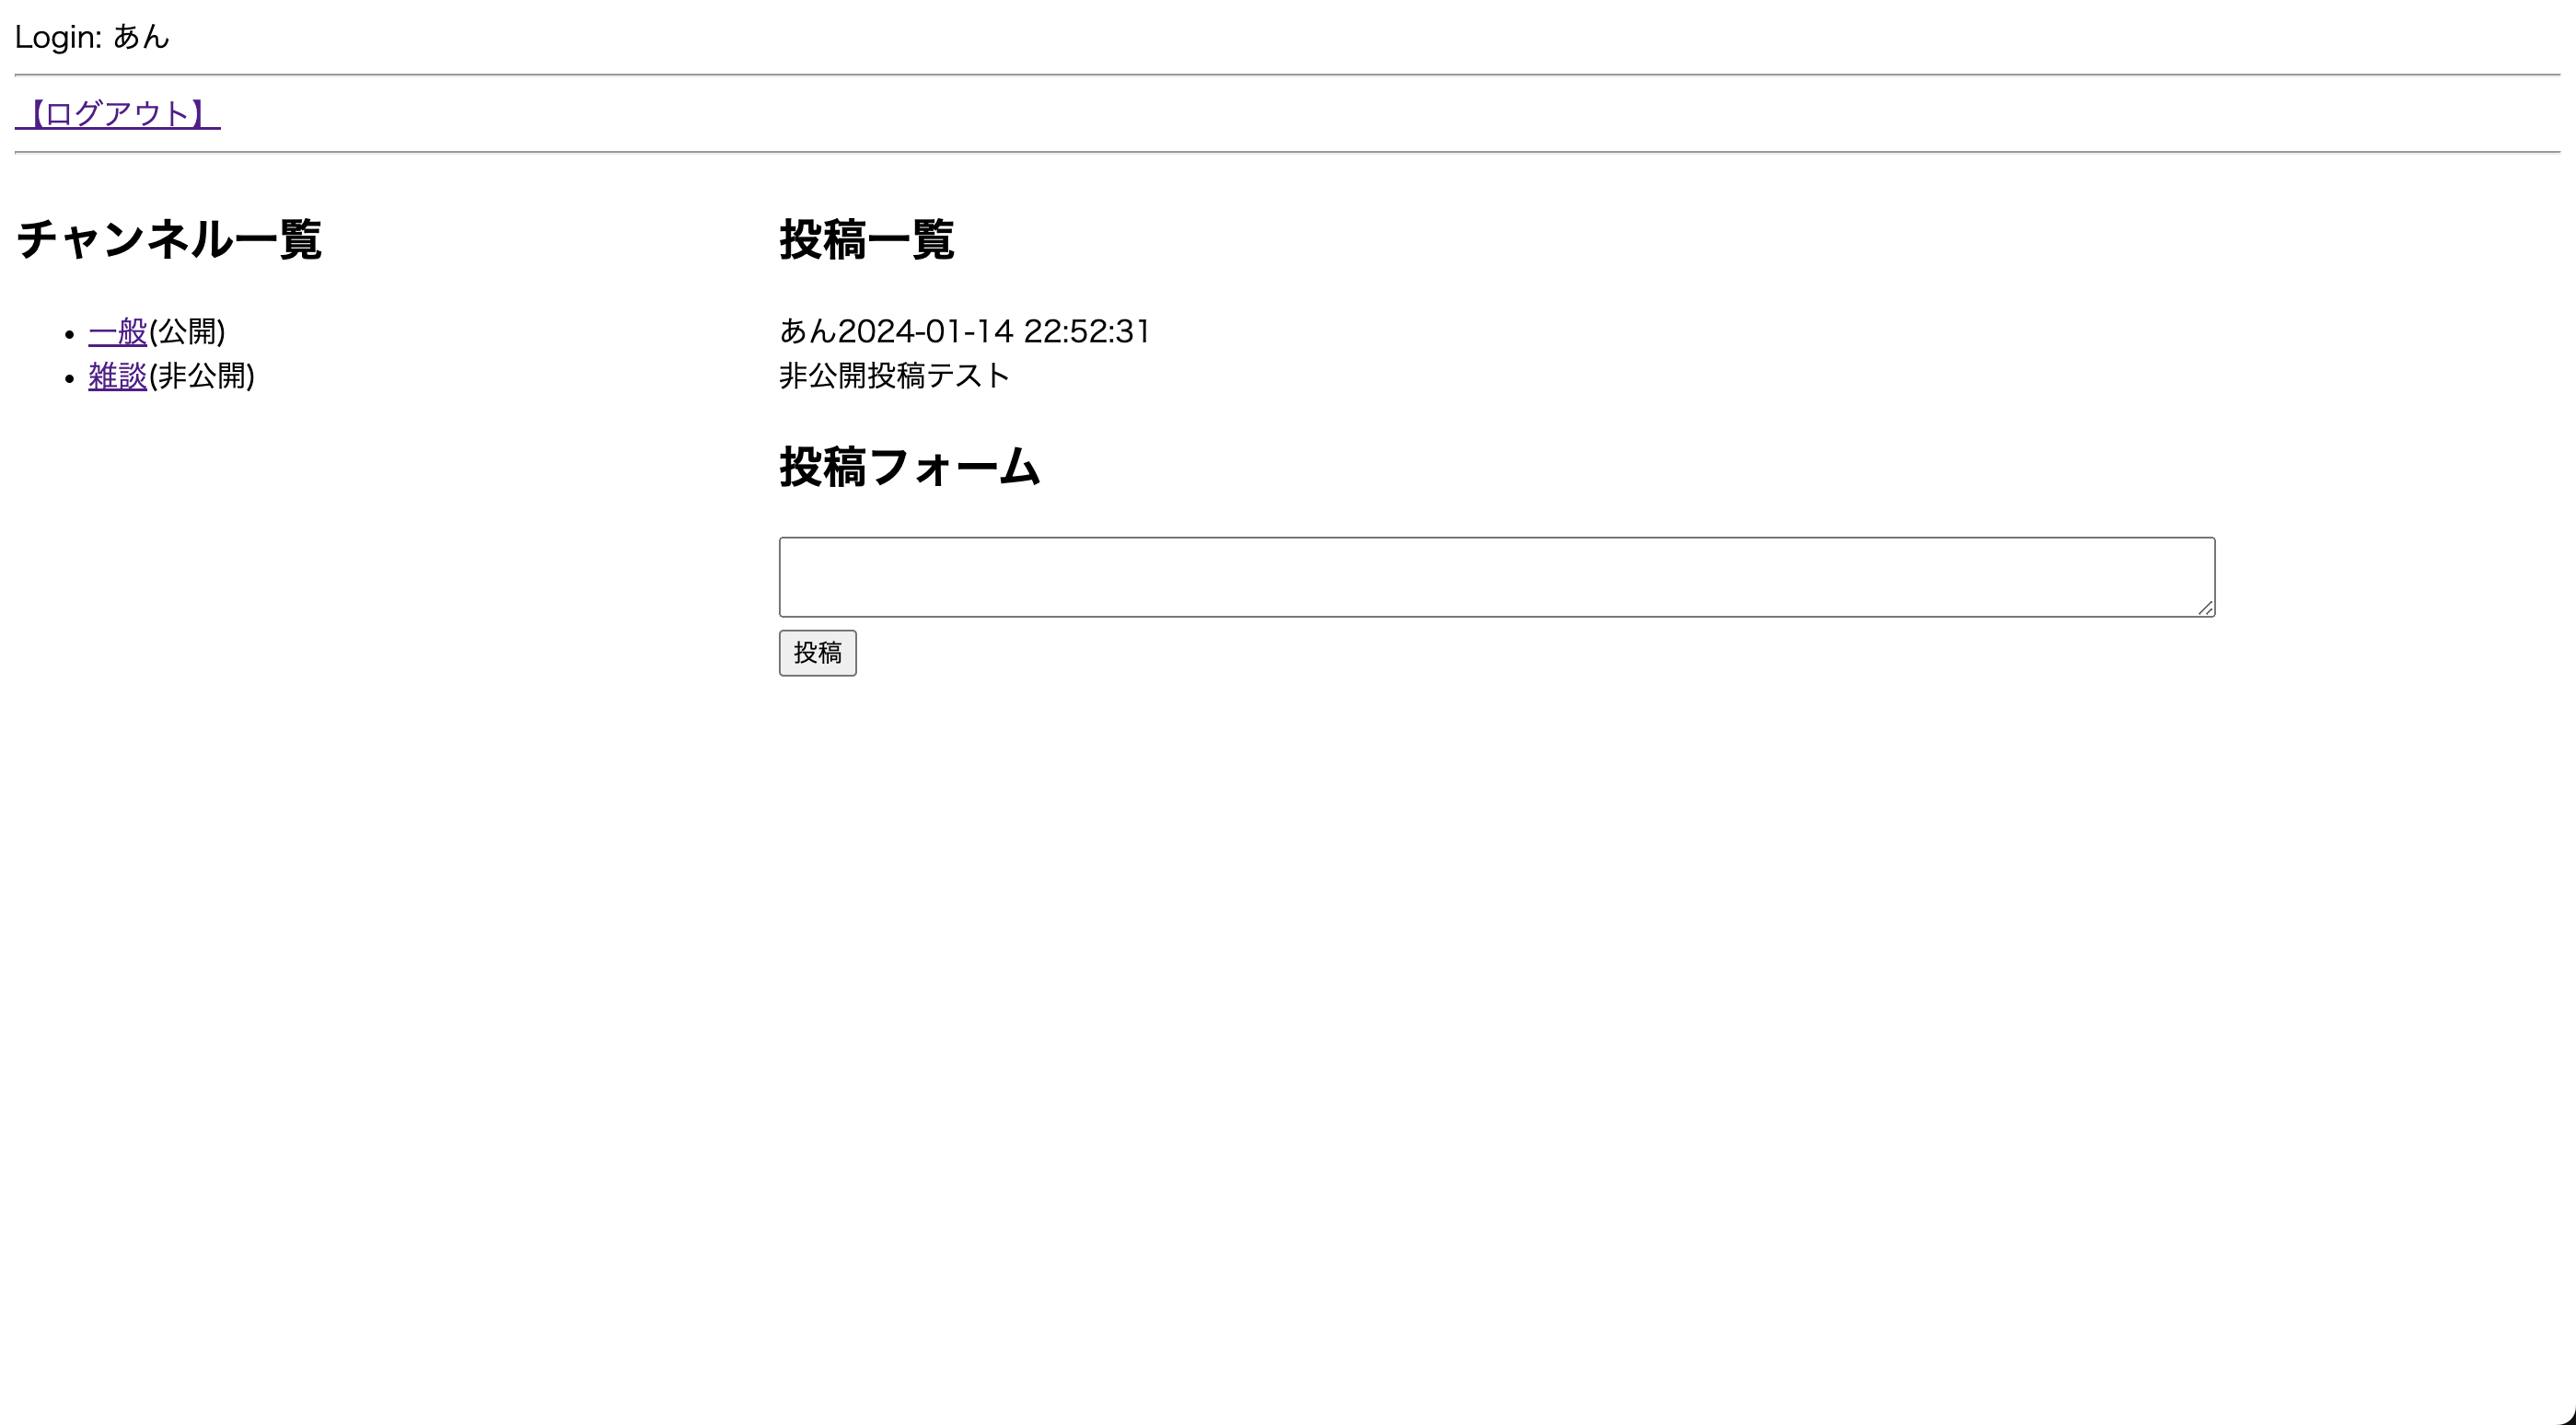 Login: あん
【ログアウト】
チャンネル一覧
一般(公開)
雑談(非公開)
投稿一覧
あん2024-01-14 22:52:31
非公開投稿テスト
投稿フォーム
投稿